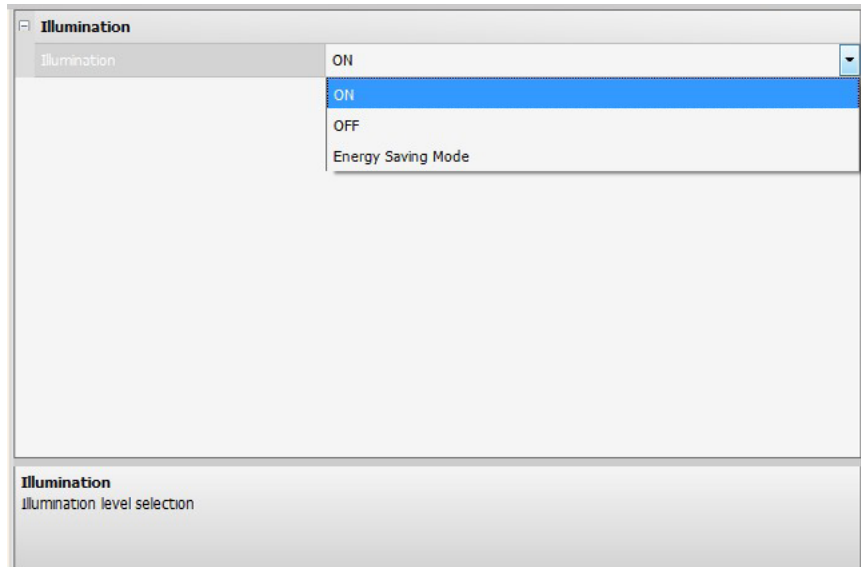 Illumination
Illumination ON
ON
OFF
Energy Saving Mode
Illumination
Illumination level selection